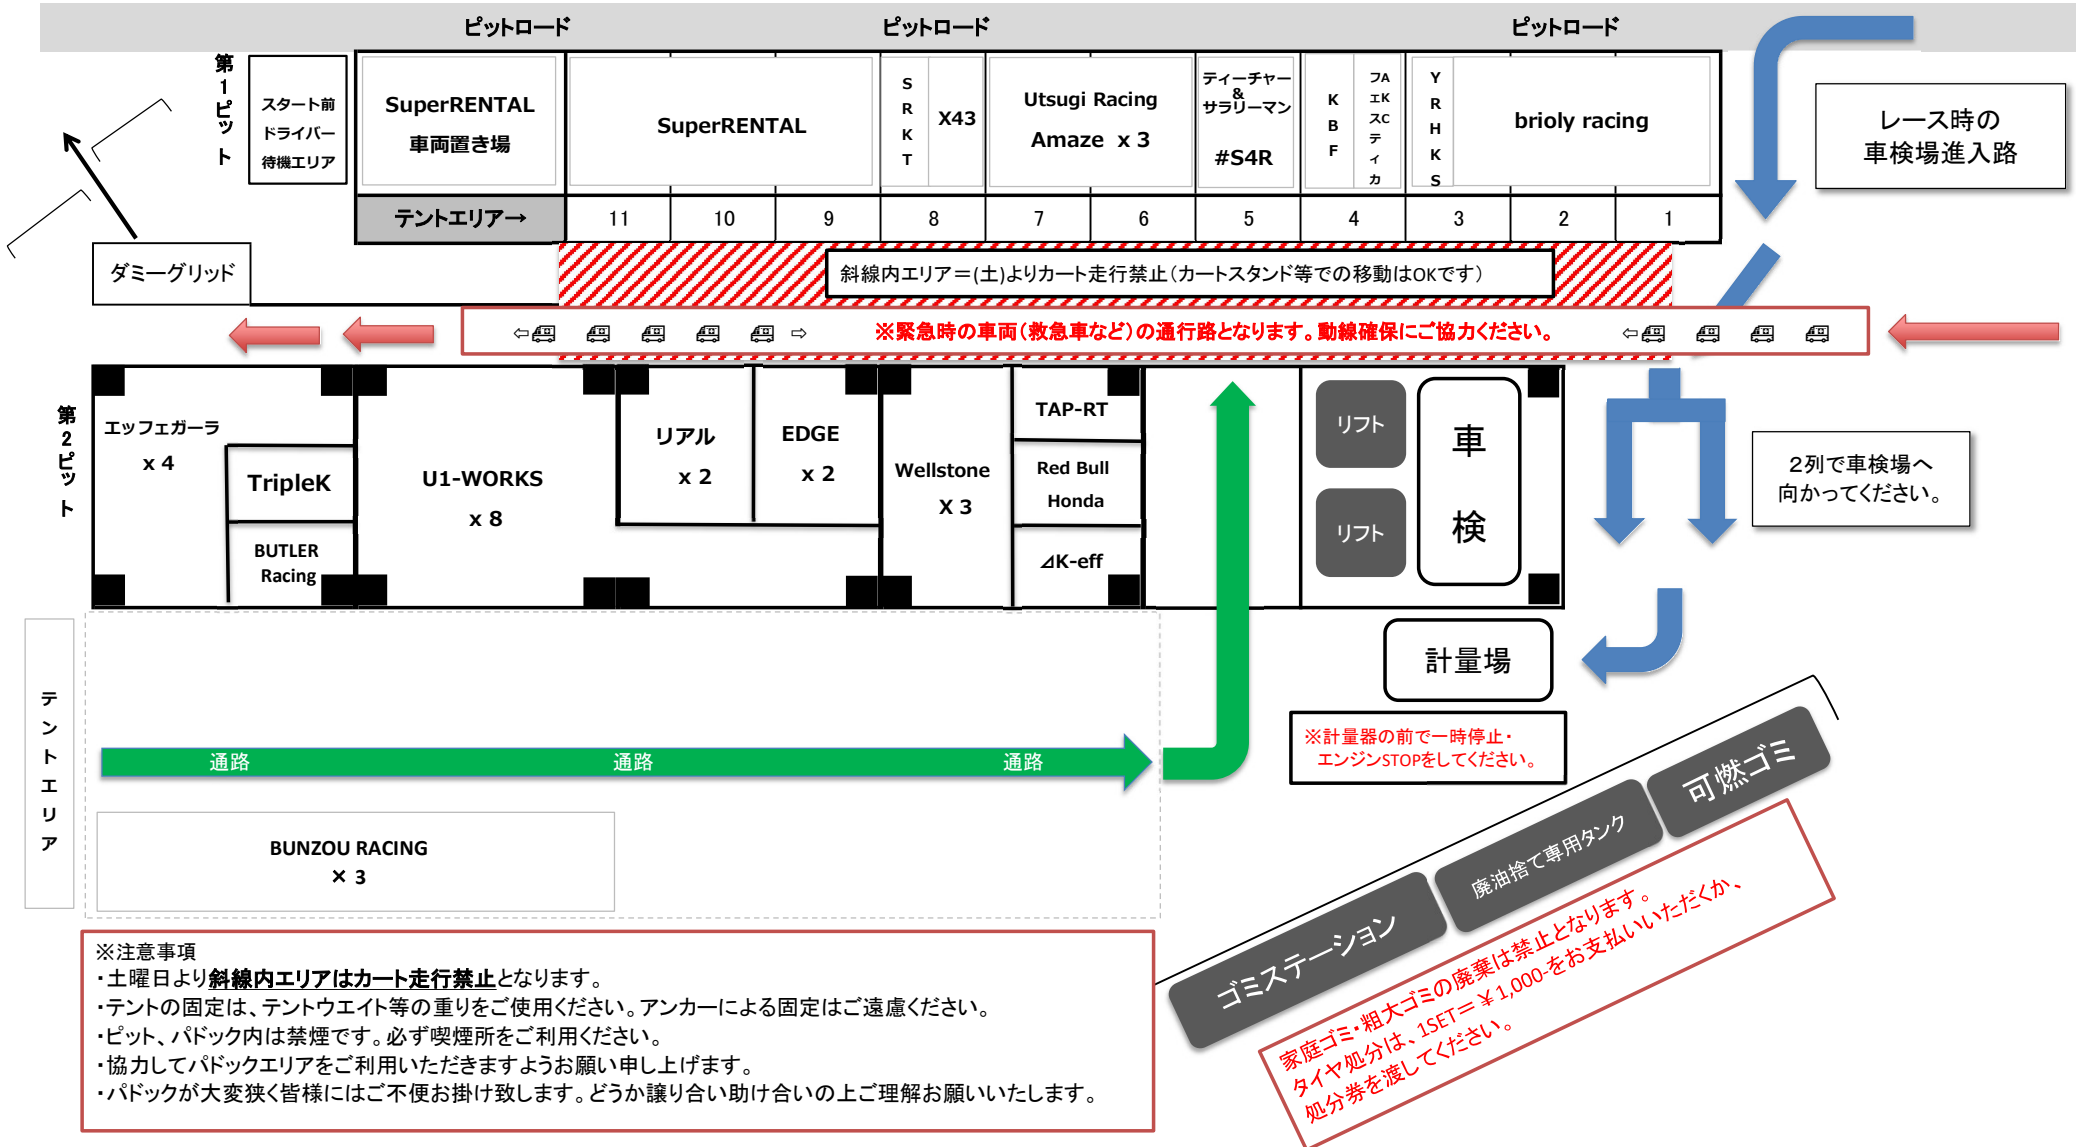 ピットロード
ピットロード
ピットロード
第1ピット
スタート前
ドライバー
待機エリア
SuperRENTAL
車両置き場
SuperRENTAL
SRKT
X43
Utsugi Racing
Amaze x 3
ティーチャー
&
サラリーマン
#S4R
KBF
AKC
フェスティカ
YRHKS
brioly racing
レース時の
車検場進入路
テントエリア→
11
10
9
8
7
6
5
4
3
2
1
ダミーグリッド
斜線内エリア=(土)よりカート走行禁止(カートスタンド等での移動はOKです)
※緊急時の車両(救急車など)の通行路となります。動線確保にご協力ください。
第2ピット
エッフェガーラ
x 4
TripleK
BUTLER
Racing
U1-WORKS
x 8
リアル
x 2
EDGE
x 2
Wellstone
X 3
TAP-RT
Red Bull
Honda
⊿K-eff
リフト
リフト
車検
2列で車検場へ
向かってください。
計量場
※計量器の前で一時停止・
エンジンSTOPをしてください。
テントエリア
通路
通路
通路
BUNZOU RACING
× 3
可燃ゴミ
廃油捨て専用タンク
ゴミステーション
家庭ゴミ・粗大ゴミの廃棄は禁止となります。
タイヤ処分は、1SET=¥1,000-をお支払いいただくか、
処分券を渡してください。
※注意事項
・土曜日より斜線内エリアはカート走行禁止となります。
・テントの固定は、テントウエイト等の重りをご使用ください。アンカーによる固定はご遠慮ください。
・ピット、パドック内は禁煙です。必ず喫煙所をご利用ください。
・協力してパドックエリアをご利用いただきますようお願い申し上げます。
・パドックが大変狭く皆様にはご不便お掛け致します。どうか譲り合い助け合いの上ご理解お願いいたします。